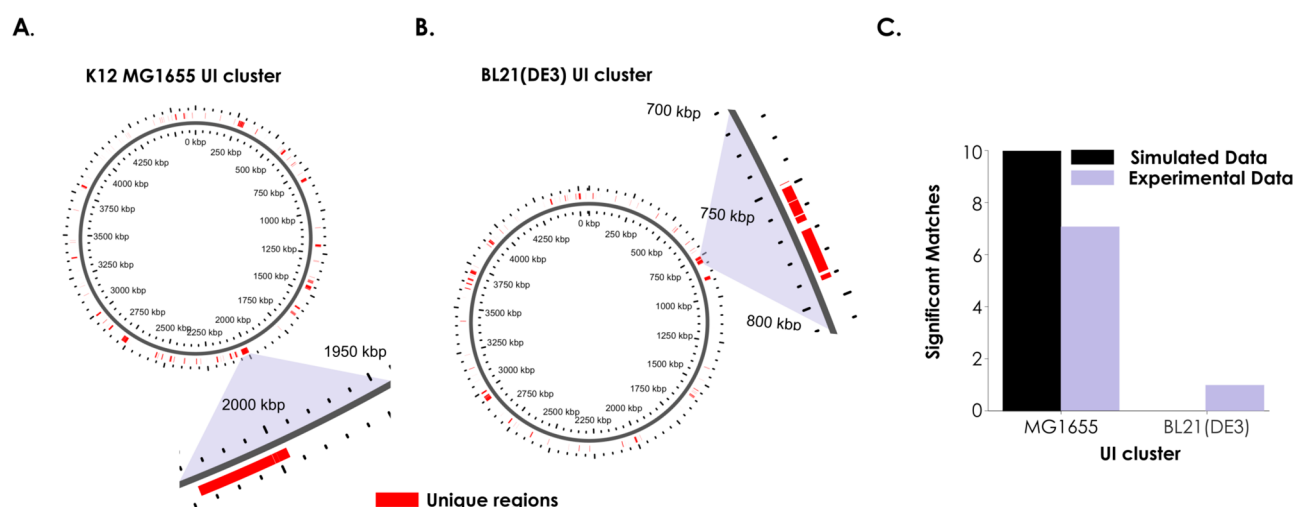 A.
K12 MG1655 UI cluster
0 kbp
250 kbp
500 kbp
750 kbp
1000 kbp
1250 kbp
1500 kbp
1750 kbp
2000 kbp
2250 kbp
2500 kbp
2750 kbp
3000 kbp
3250 kbp
3500 kbp
3750 kbp
4000 kbp
4250 kbp
1950 kbp
2000 kbp
B.
BL21(DE3) UI cluster
0 kbp
250 kbp
500 kbp
750 kbp
1000 kbp
1250 kbp
1500 kbp
1750 kbp
2000 kbp
2250 kbp
2500 kbp
2750 kbp
3000 kbp
3250 kbp
3500 kbp
3750 kbp
4000 kbp
4250 kbp
700 kbp
750 kbp
800 kbp
Unique regions
C.
Simulated Data
Experimental Data
Significant Matches
10
8
6
4
2
0
MG1655
BL21(DE3)
UI cluster